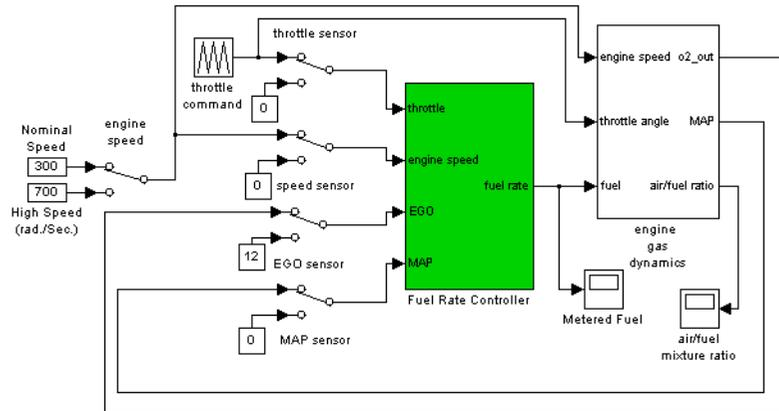 throttle sensor
throttle
command
0
engine speed
o2_out
throttle angle
MAP
fuel
air/fuel ratio
engine
gas
dynamics
Nominal
Speed
engine
speed
300
700
High Speed
(rad./Sec.)
0
speed sensor
12
EGO sensor
0
MAP sensor
throttle
engine speed
fuel rate
EGO
MAP
Fuel Rate Controller
Metered Fuel
air/fuel
mixture ratio